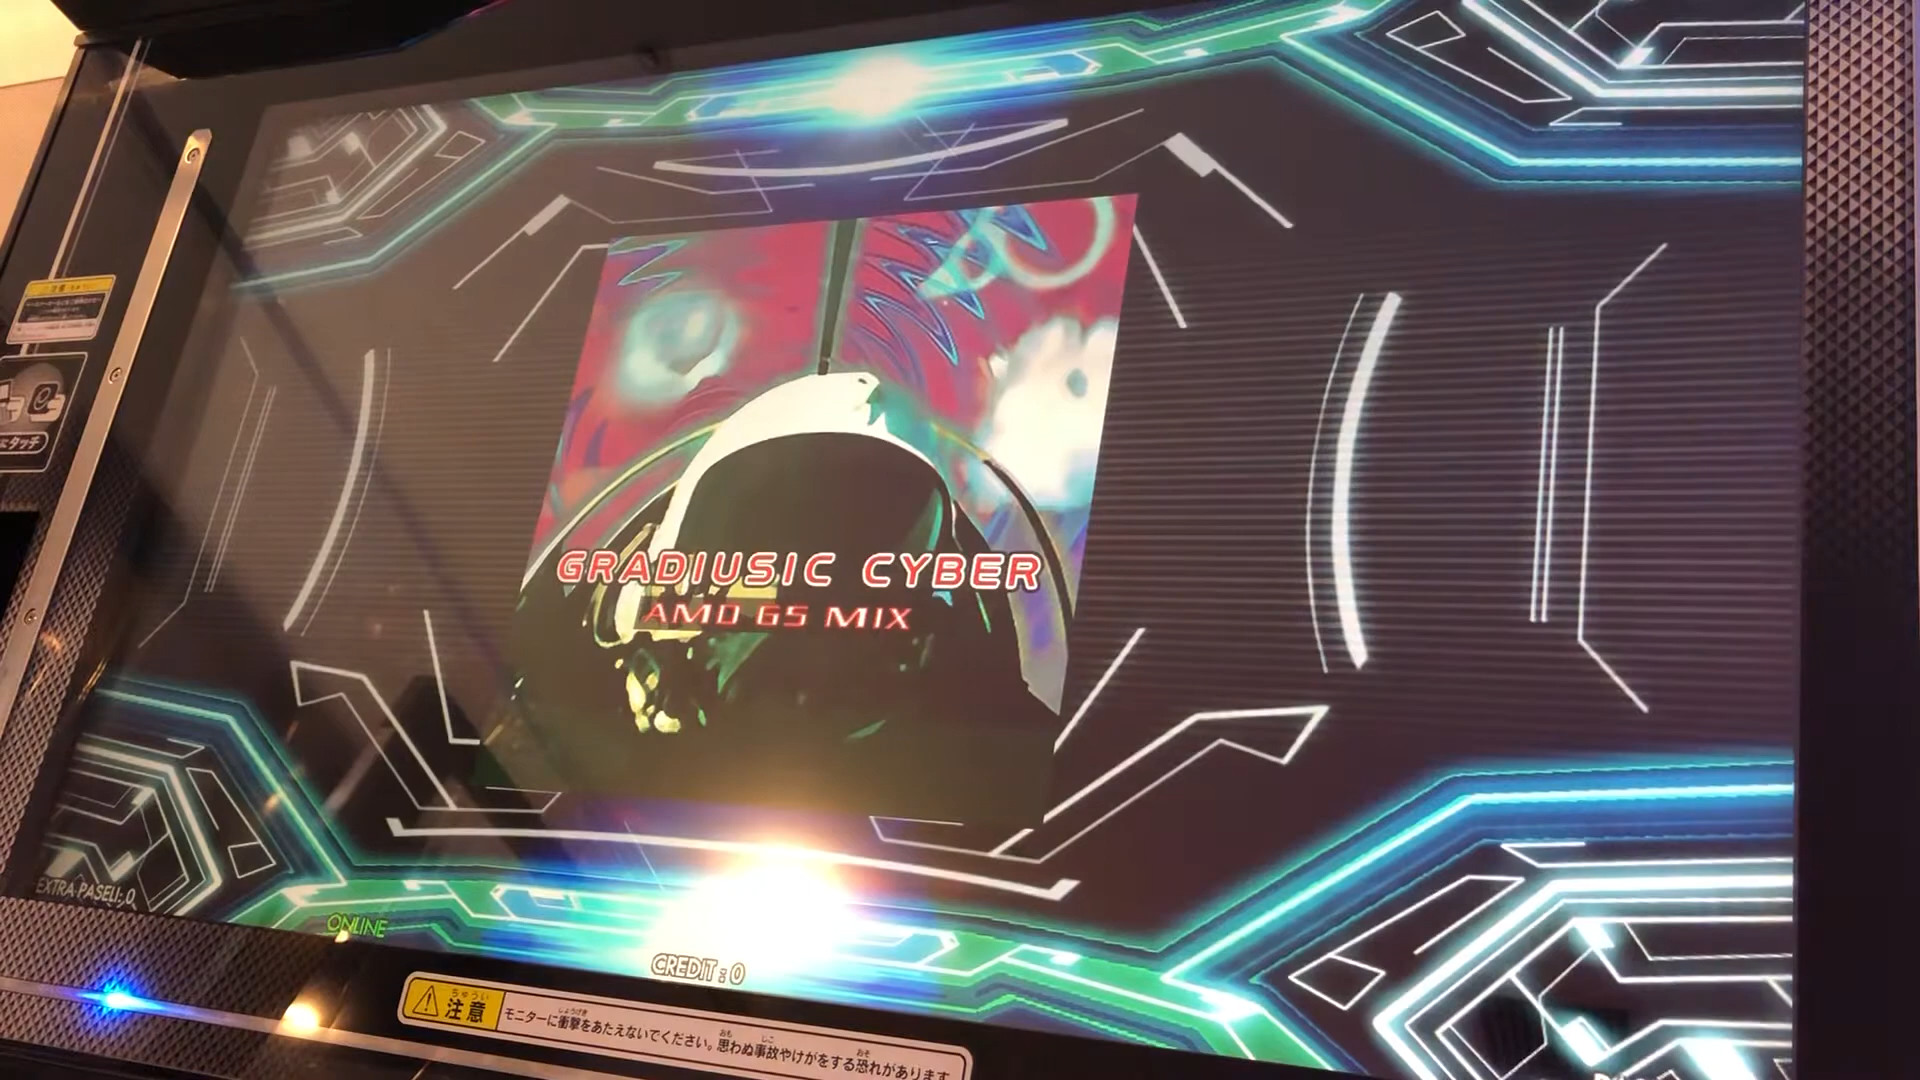 GRADIUSIC CYBER
AMD G5 MIX
にタッチ
EXTRA PASELI: 0
ONLINE
CREDIT : 0
注意 モニターに衝撃をあたえないでください。思わぬ事故やけがをする恐れがあります